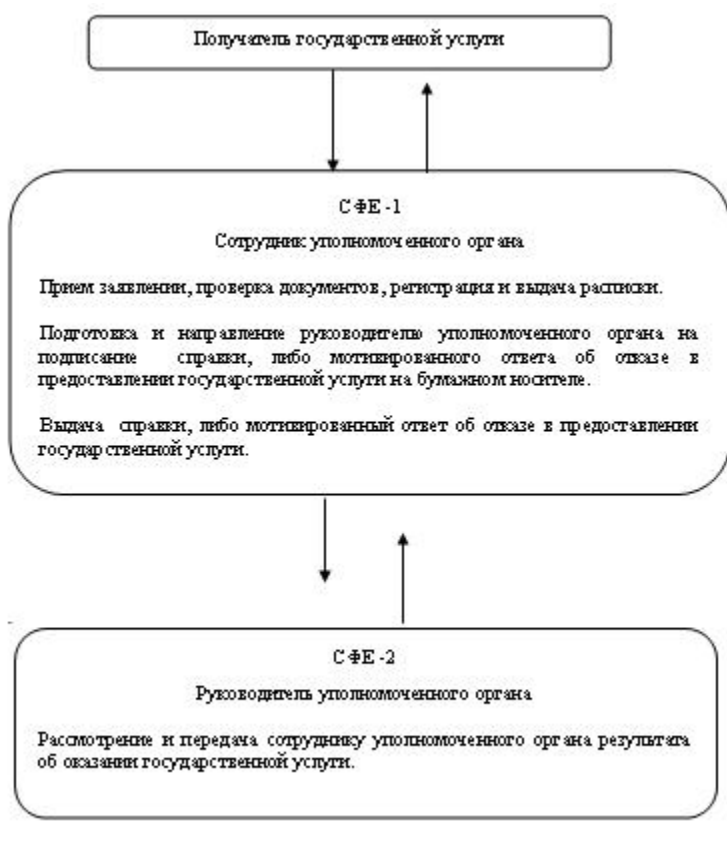 Получатель государственной услуги
СФЕ-1
Сотрудник уполномоченного органа
Прием заявлении, проверка документов, регистрация и выдача расписки.
Подготовка и направление руководителю уполномоченного органа на
подписание справки, либо мотивированного ответа об отказе в
предоставлении государственной услуги на бумажном носителе.
Выдача справки, либо мотивированный ответ об отказе в предоставлении
государственной услуги.
СФЕ-2
Руководитель уполномоченного органа
Рассмотрение и передача сотруднику уполномоченного органа результата
об оказании государственной услуги.